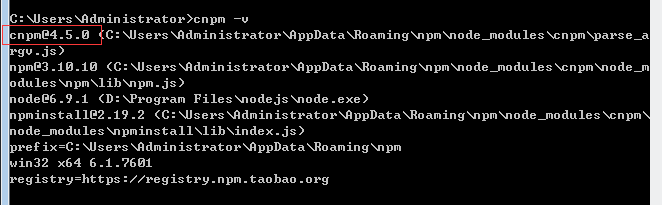 C:\Users\Administrator>cnpm -v
cnpm@4.5.0 (C:\Users\Administrator\AppData\Roaming\npm\node_modules\cnpm\parse_a
rgv.js)
npm@3.10.10 (C:\Users\Administrator\AppData\Roaming\npm\node_modules\cnpm\node_m
odules\npm\lib\npm.js)
node@6.9.1 (D:\Program Files\nodejs\node.exe)
npminstall@2.19.2 (C:\Users\Administrator\AppData\Roaming\npm\node_modules\cnpm\
node_modules\npminstall\lib\index.js)
prefix=C:\Users\Administrator\AppData\Roaming\npm
win32 x64 6.1.7601
registry=https://registry.npm.taobao.org